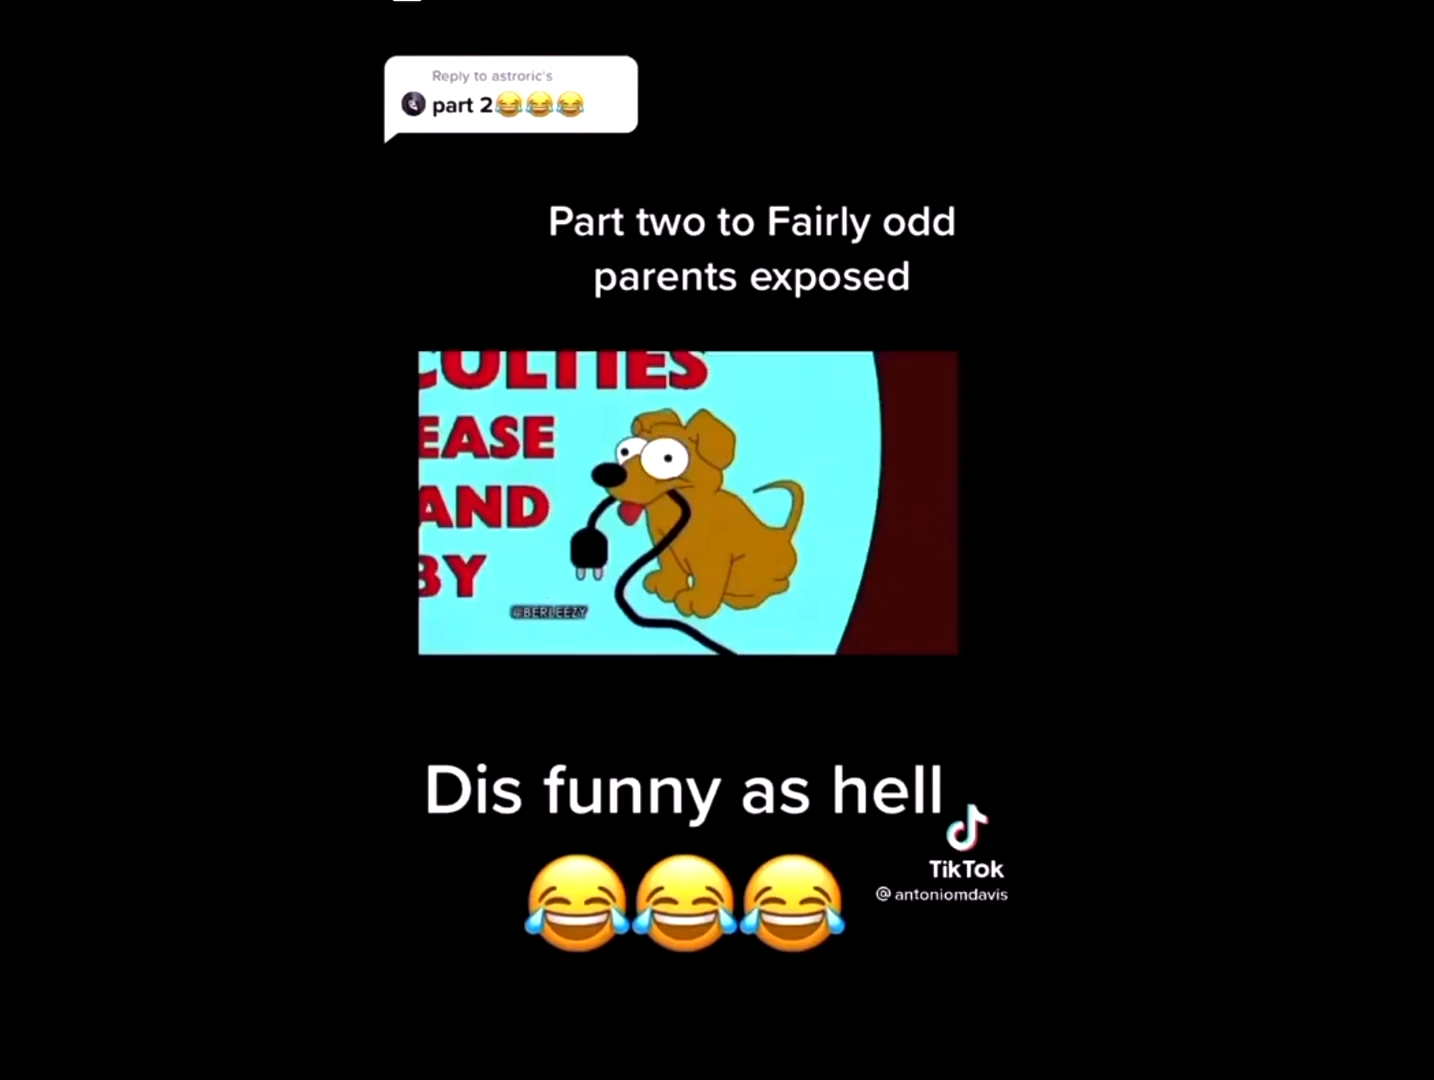 Reply to astroric's
part 2😂😂😂
Part two to Fairly odd
parents exposed
CULTIES
EASE
AND
BY
@BERLEEZY
Dis funny as hell
😂😂😂
TikTok
@antoniomdavis